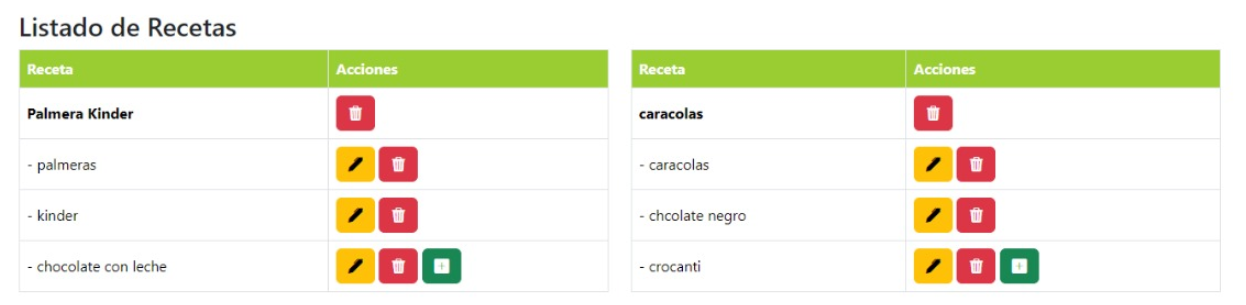 Listado de Recetas
Receta Acciones
Palmera Kinder
- palmeras
- kinder
- chocolate con leche
Receta Acciones
caracolas
- caracolas
- chcolate negro
- crocanti